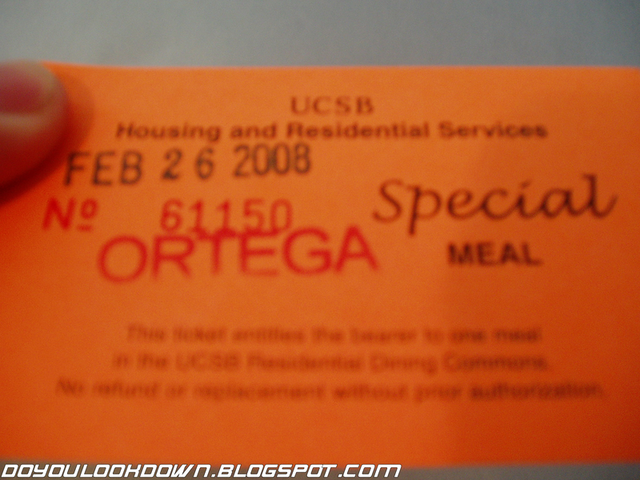 UCSB
Housing and Residential Services
FEB 26 2008
Special
Nº 61150
ORTEGA
MEAL
This ticket entitles the bearer to one meal
in the UCSB Residential Dining Commons.
No refund or replacement without prior authorization.
DOYOULOOKDOWN.BLOGSPOT.COM